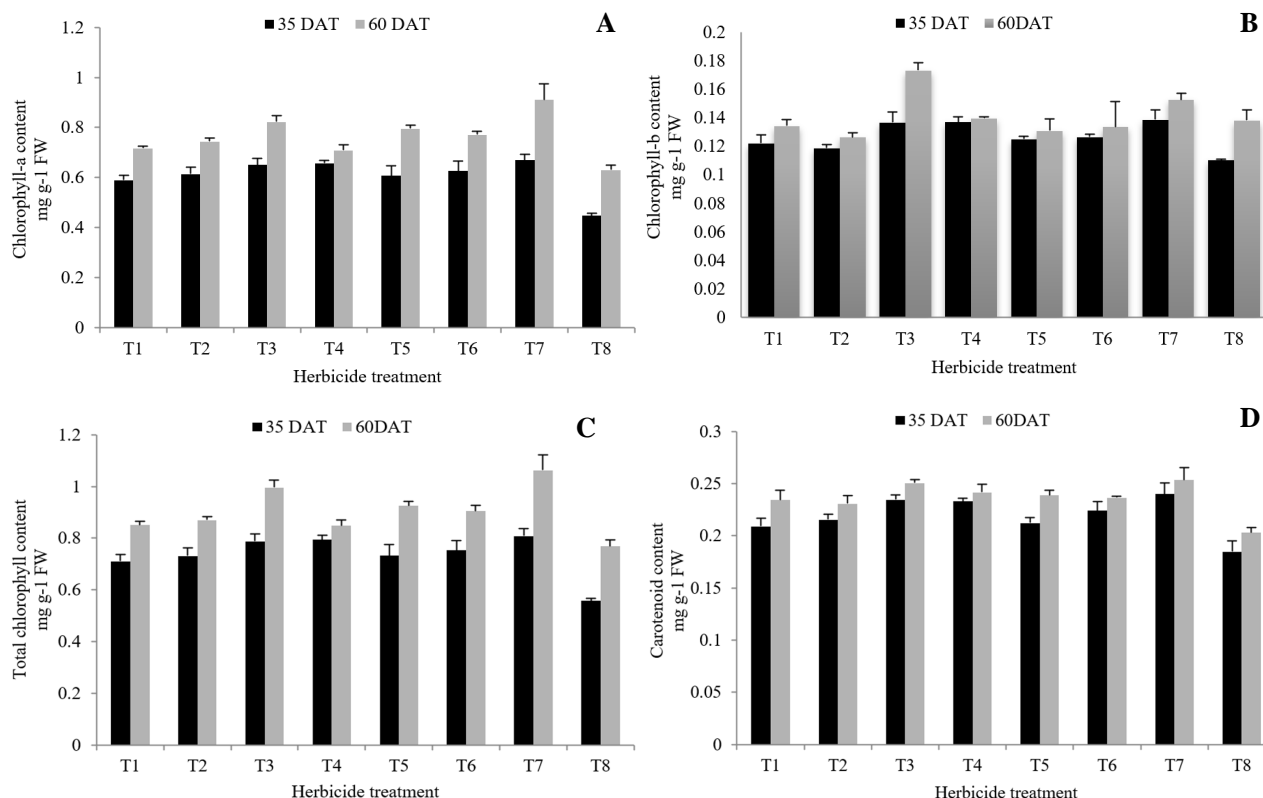 35 DAT 60 DAT
A
Chlorophyll-a content
mg g-1 FW
1.2
1
0.8
0.6
0.4
0.2
0
T1 T2 T3 T4 T5 T6 T7 T8
Herbicide treatment
35 DAT 60DAT
B
Chlorophyll-b content
mg g-1 FW
0.2
0.18
0.16
0.14
0.12
0.1
0.08
0.06
0.04
0.02
0
T1 T2 T3 T4 T5 T6 T7 T8
Herbicide treatment
35 DAT 60DAT
C
Total chlorophyll content
mg g-1 FW
1.2
1
0.8
0.6
0.4
0.2
0
T1 T2 T3 T4 T5 T6 T7 T8
Herbicide treatment
35 DAT 60DAT
D
Carotenoid content
mg g-1 FW
0.3
0.25
0.2
0.15
0.1
0.05
0
T1 T2 T3 T4 T5 T6 T7 T8
Herbicide treatment